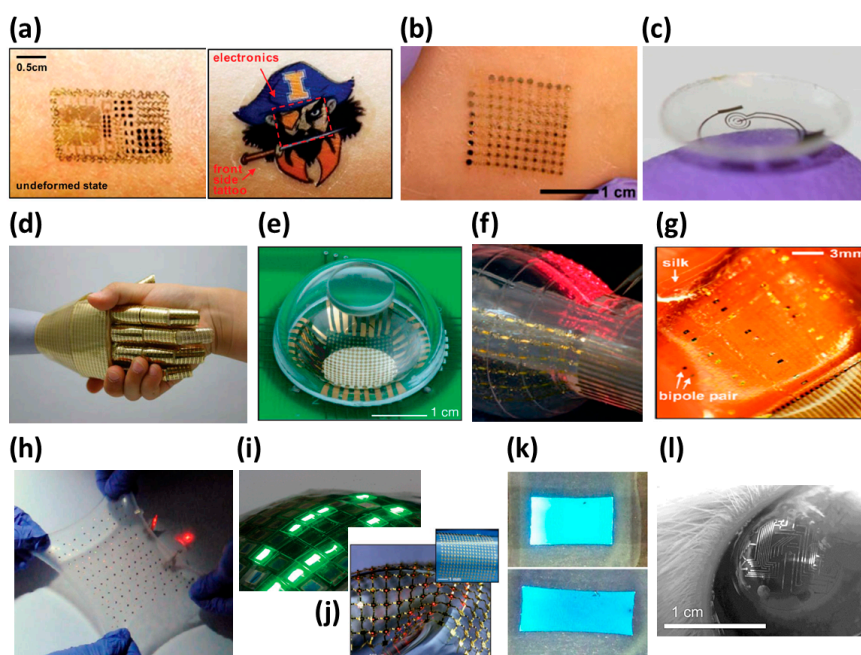 (a)
(b)
(c)
0.5cm
electronics
I
front
side
tattoo
undeformed state
1 cm
(d)
(e)
(f)
(g)
silk
3mm
1 cm
bipole pair
(h)
(i)
(k)
(l)
(j)
1 cm